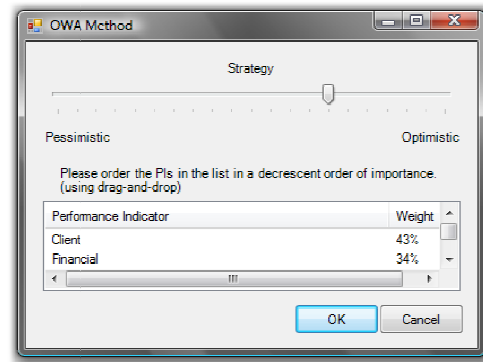 OWA Method
Strategy
Pessimistic Optimistic
Please order the PIs in the list in a decrescent order of importance.
(using drag-and-drop)
Performance Indicator Weight
Client 43%
Financial 34%
OK Cancel